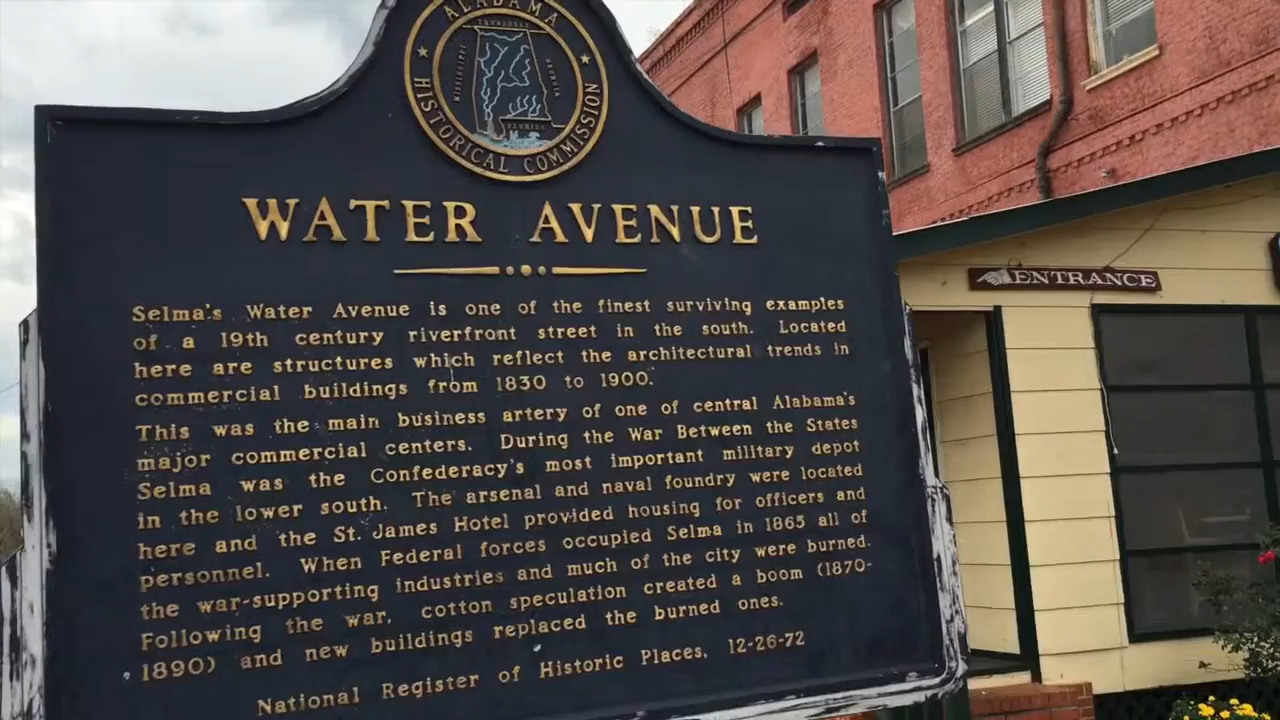 ALABAMA
TENNESSEE
MISSISSIPPI
GEORGIA
FLORIDA
HISTORICAL COMMISSION
WATER AVENUE
Selma's Water Avenue is one of the finest surviving examples
of a 19th century riverfront street in the south. Located
here are structures which reflect the architectural trends in
commercial buildings from 1830 to 1900.
This was the main business artery of one of central Alabama's
major commercial centers. During the War Between the States
Selma was the Confederacy's most important military depot
in the lower south. The arsenal and naval foundry were located
here and the St. James Hotel provided housing for officers and
personnel. When Federal forces occupied Selma in 1865 all of
the war-supporting industries and much of the city were burned.
Following the war, cotton speculation created a boom (1870-
1890) and new buildings replaced the burned ones.
National Register of Historic Places, 12-26-72
ENTRANCE